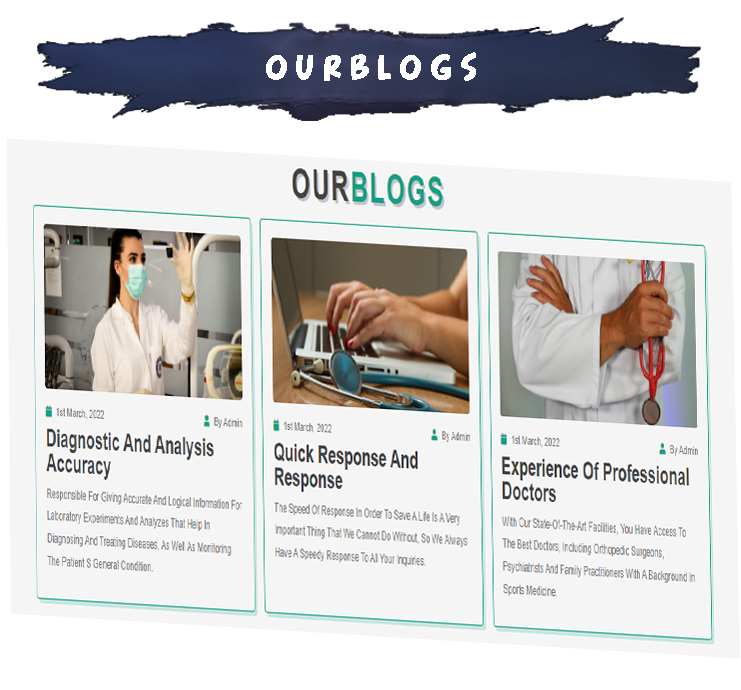 OURBLOGS
OURBLOGS
1st March, 2022
By Admin
Diagnostic And Analysis
Accuracy
Responsible For Giving Accurate And Logical Information For
Laboratory Experiments And Analyzes That Help In
Diagnosing And Treating Diseases, As Well As Monitoring
The Patient S General Condition.
1st March, 2022
By Admin
Quick Response And
Response
The Speed Of Response In Order To Save A Life Is A Very
Important Thing That We Cannot Do Without, So We Always
Have A Speedy Response To All Your Inquiries.
1st March, 2022
By Admin
Experience Of Professional
Doctors
With Our State-Of-The-Art Facilities, You Have Access To
The Best Doctors, Including Orthopedic Surgeons,
Psychiatrists And Family Practitioners With A Background In
Sports Medicine.